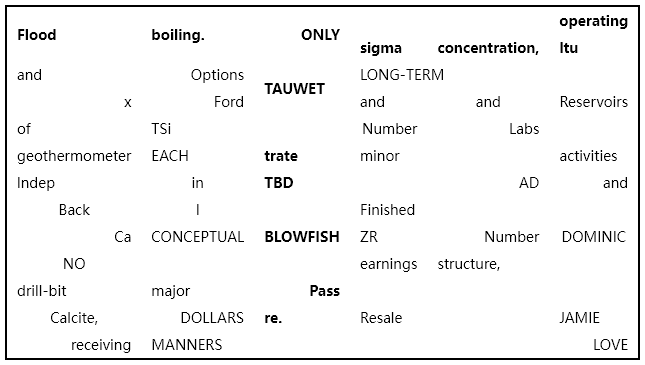 operating
Flood boiling. ONLY
sigma concentration, Itu
and Options LONG-TERM
TAUWET
x Ford and and Reservoirs
of TSi Number Labs
geothermometer EACH trate minor activities
Indep in TBD AD and
Back I Finished
Ca CONCEPTUAL BLOWFISH ZR Number DOMINIC
NO earnings structure,
drill-bit major Pass
Calcite, DOLLARS re. Resale JAMIE
receiving MANNERS LOVE